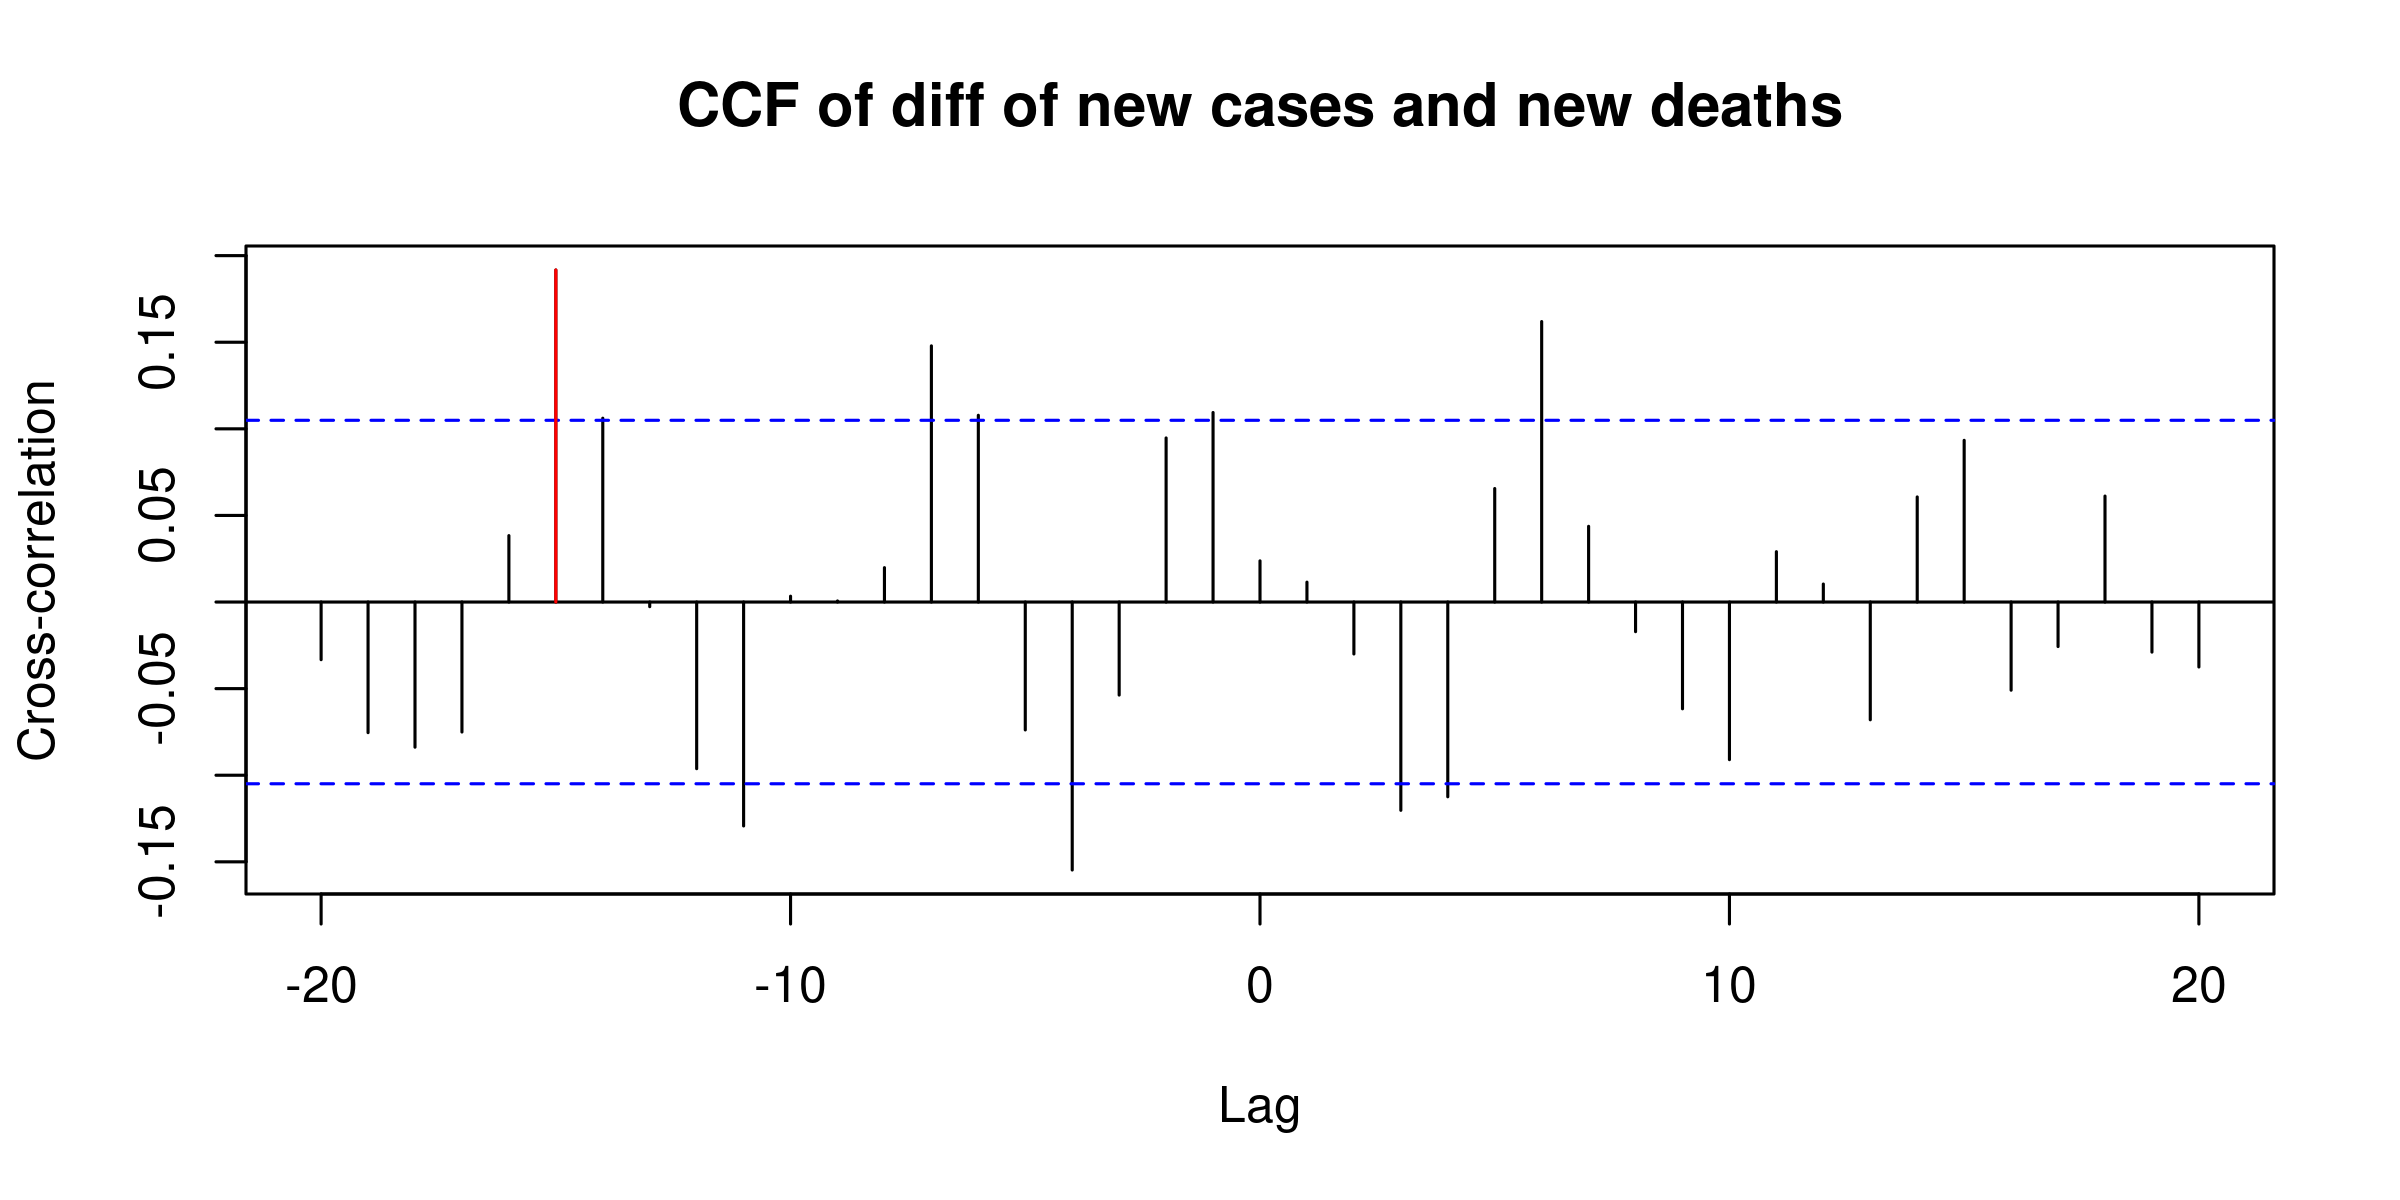 CCF of diff of new cases and new deaths
Cross-correlation
0.15
0.05
-0.05
-0.15
-20 -10 0 10 20
Lag